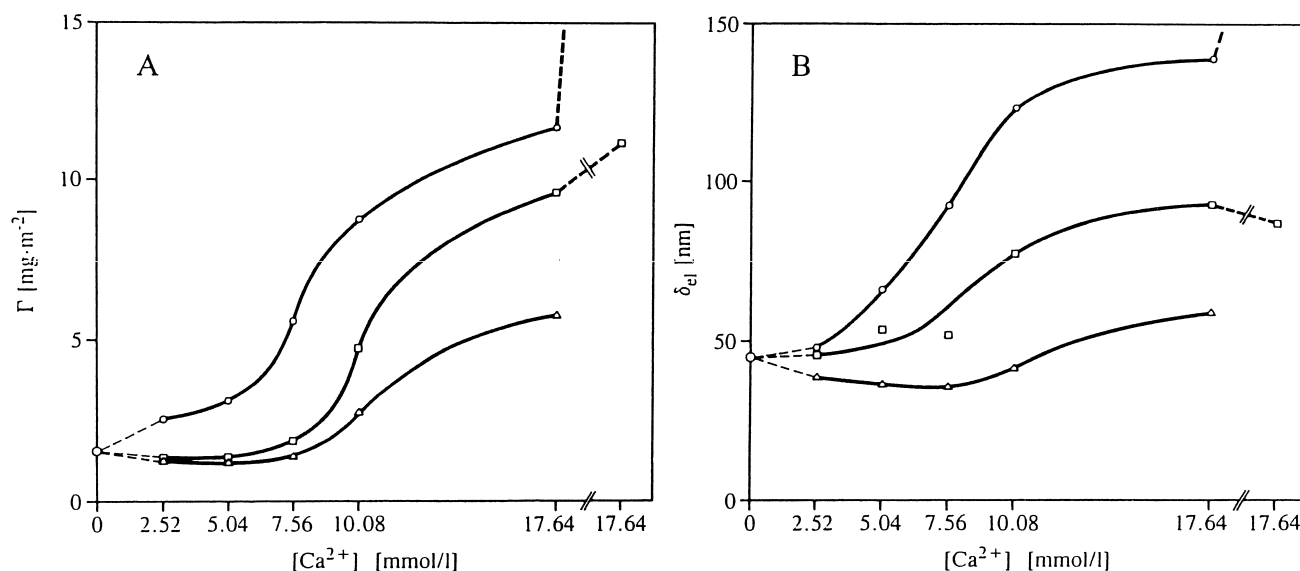 A
15
10
5
0
Γ [mg·m⁻²]
0 2.52 5.04 7.56 10.08 17.64 17.64
[Ca²⁺] [mmol/l]
B
150
100
50
0
δel [nm]
0 2.52 5.04 7.56 10.08 17.64 17.64
[Ca²⁺] [mmol/l]